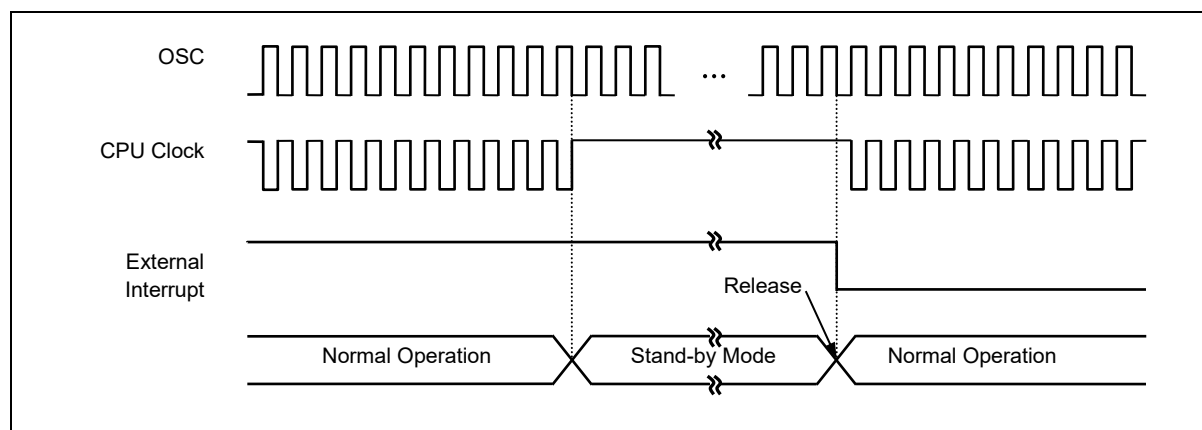 OSC
...
CPU Clock
External
Interrupt
Release
Normal Operation Stand-by Mode Normal Operation